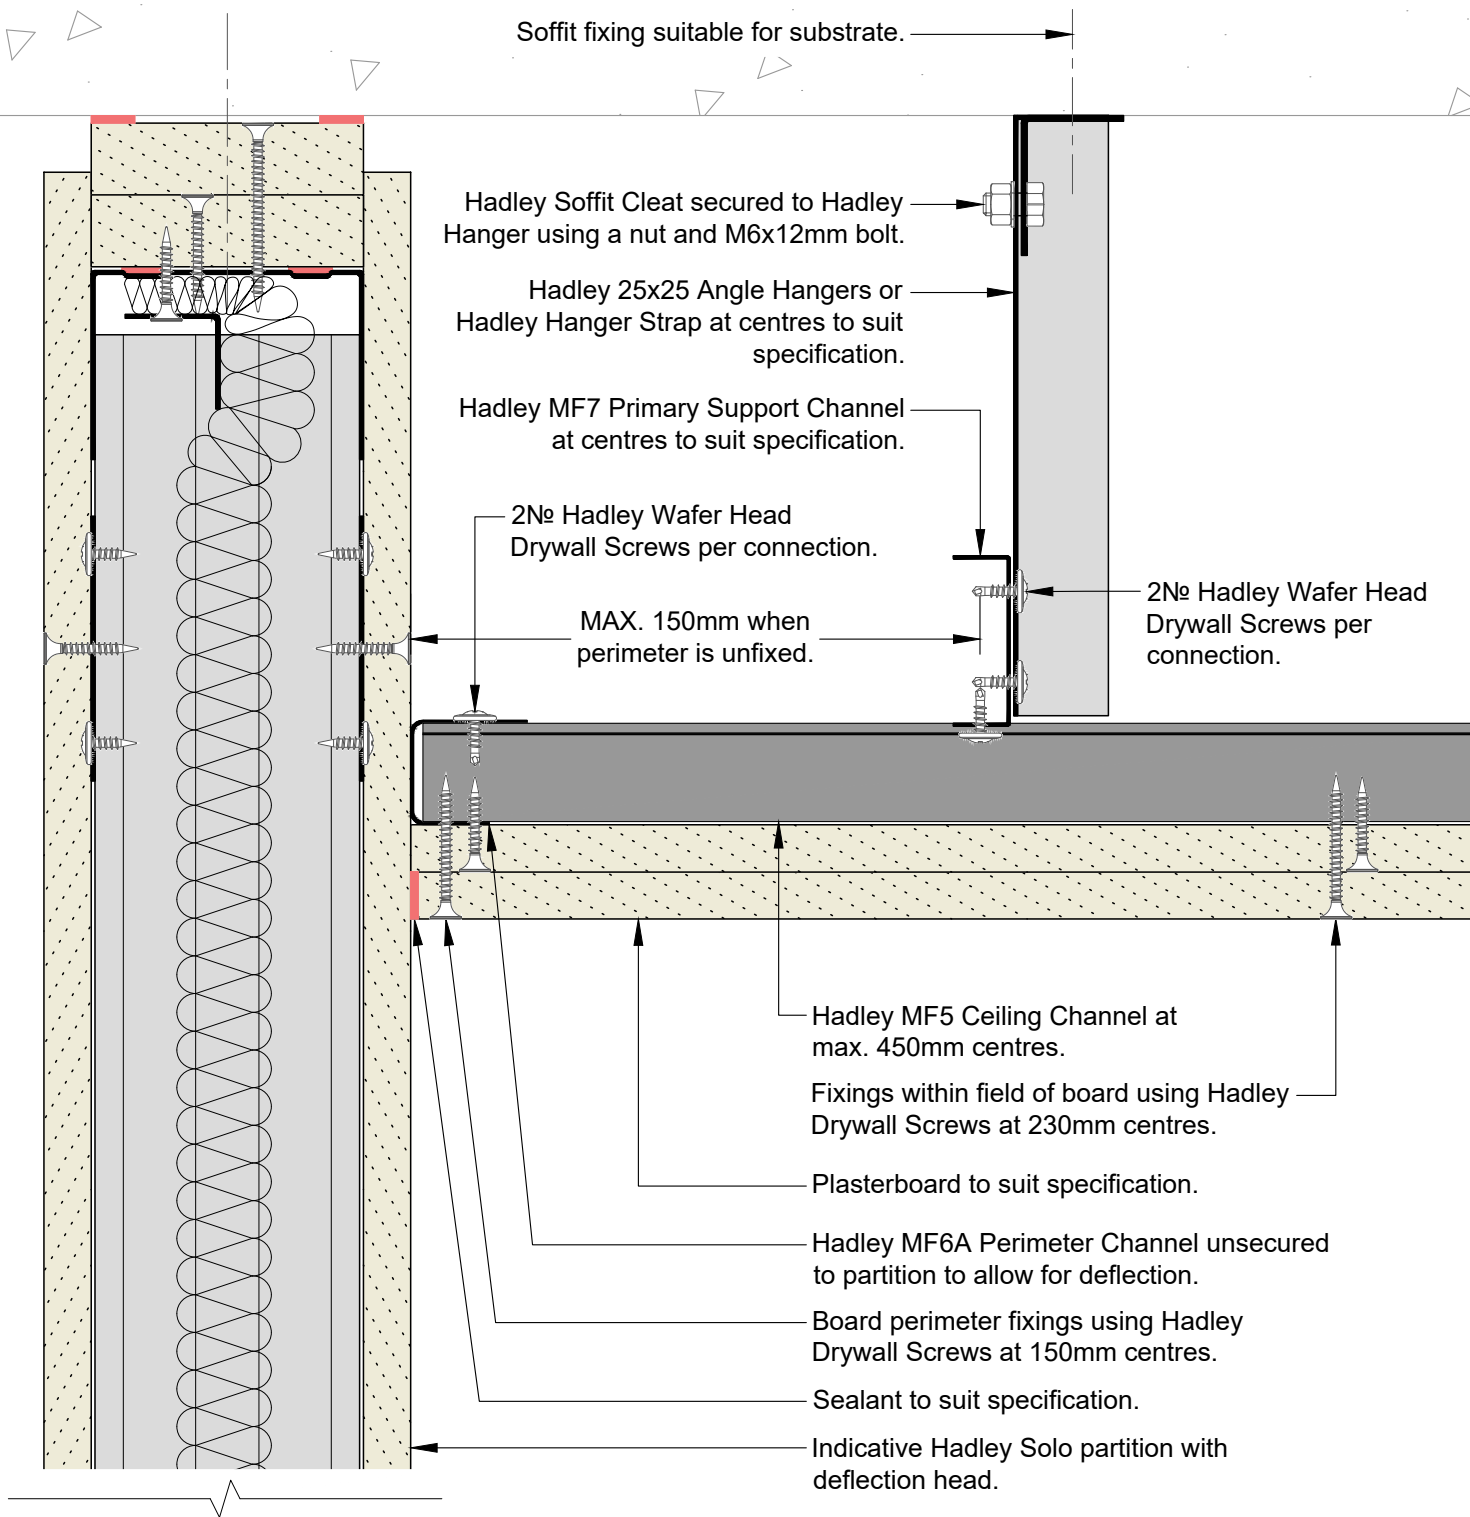 Soffit fixing suitable for substrate.
Hadley Soffit Cleat secured to Hadley
Hanger using a nut and M6x12mm bolt.
Hadley 25x25 Angle Hangers or
Hadley Hanger Strap at centres to suit
specification.
Hadley MF7 Primary Support Channel
at centres to suit specification.
2№ Hadley Wafer Head
Drywall Screws per connection.
2№ Hadley Wafer Head
Drywall Screws per
connection.
MAX. 150mm when
perimeter is unfixed.
Hadley MF5 Ceiling Channel at
max. 450mm centres.
Fixings within field of board using Hadley
Drywall Screws at 230mm centres.
Plasterboard to suit specification.
Hadley MF6A Perimeter Channel unsecured
to partition to allow for deflection.
Board perimeter fixings using Hadley
Drywall Screws at 150mm centres.
Sealant to suit specification.
Indicative Hadley Solo partition with
deflection head.